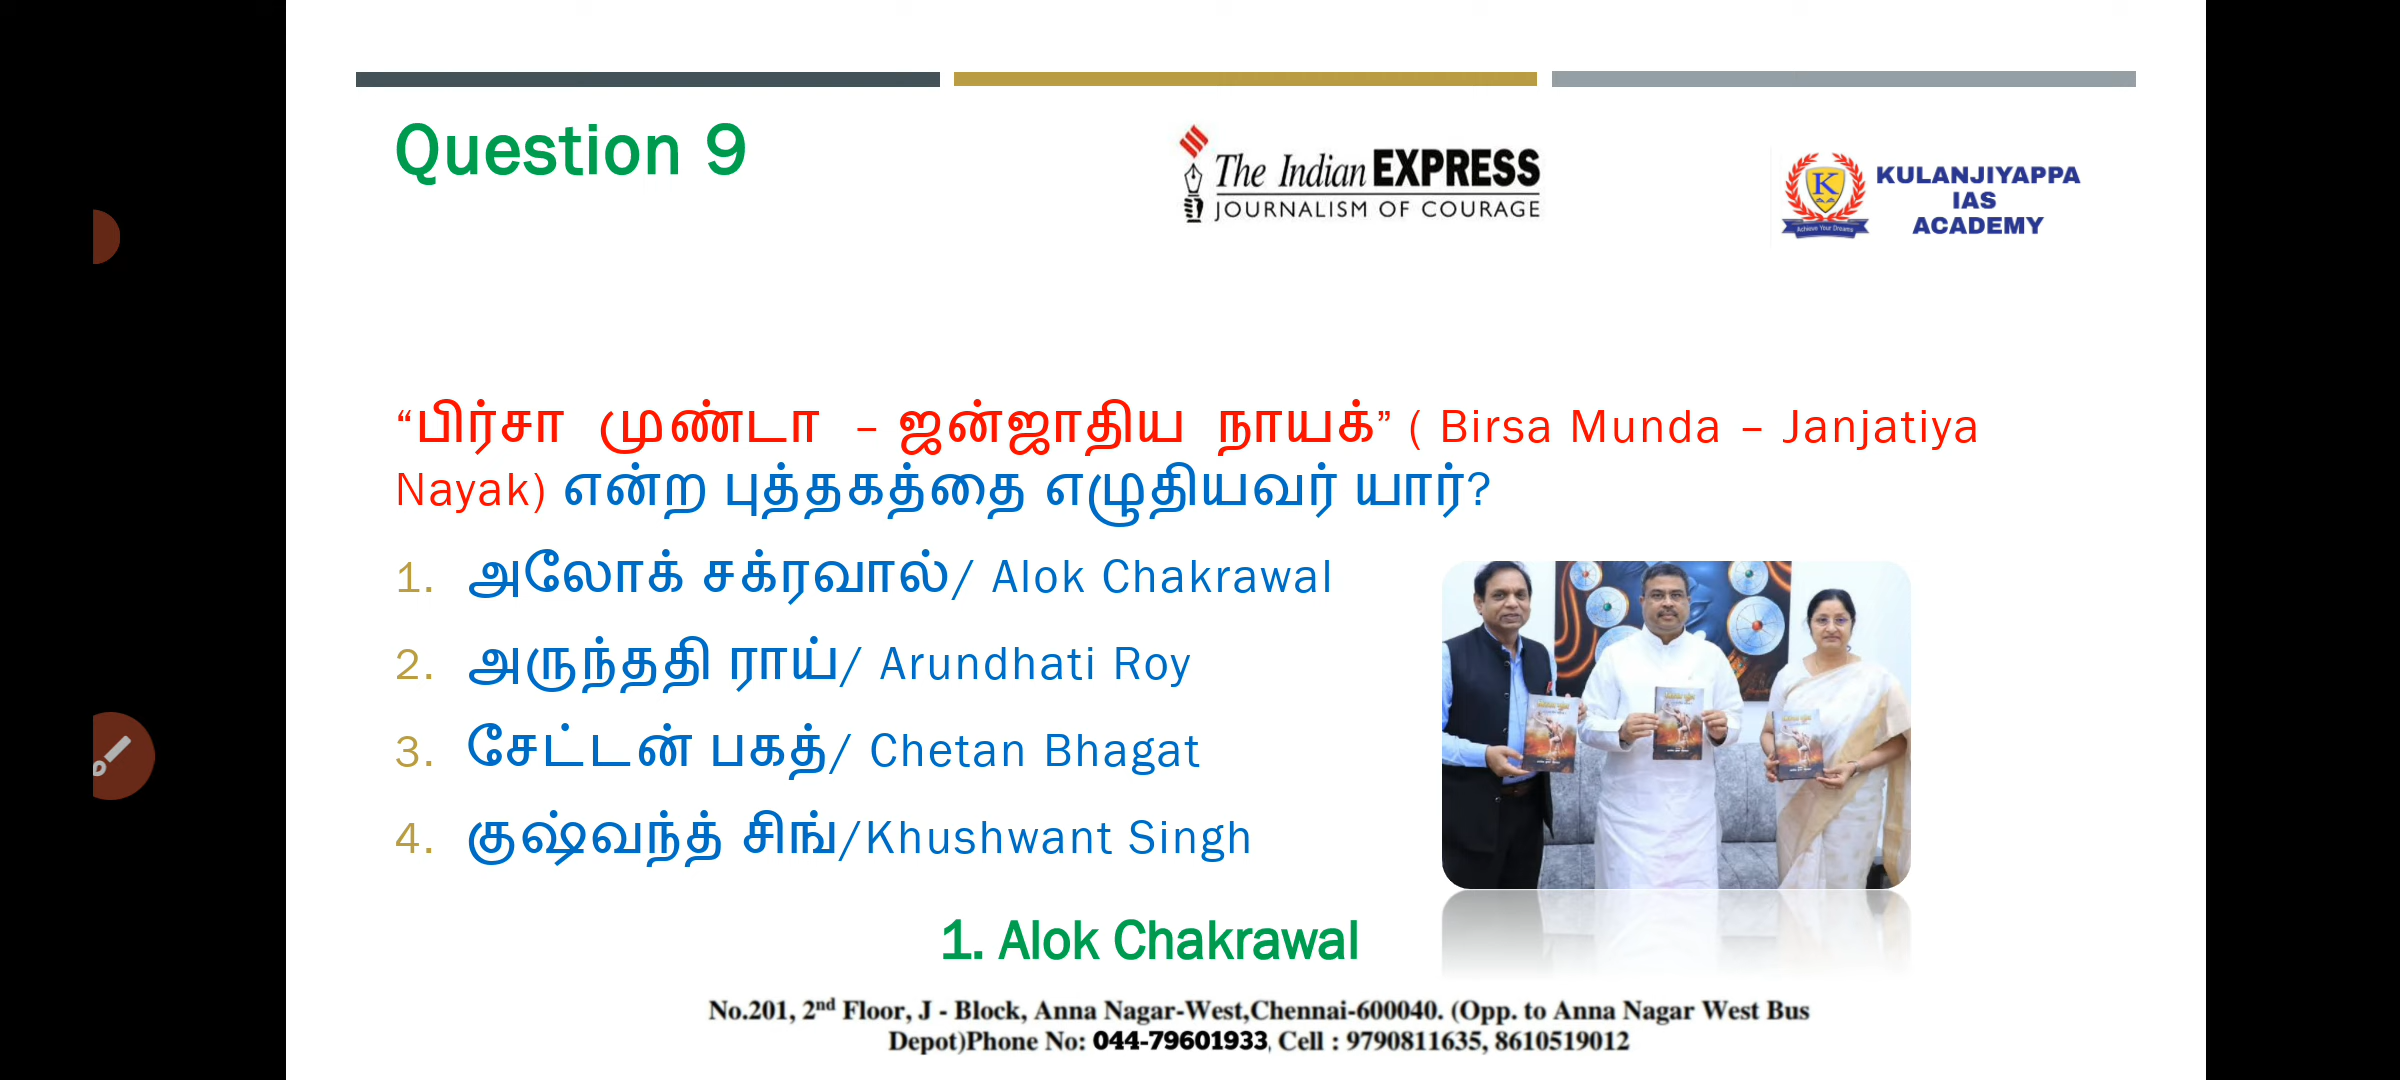 Question 9
The Indian EXPRESS
JOURNALISM OF COURAGE
K
Achieve Your Dreams
KULANJIYAPPA
IAS
ACADEMY
“பிர்சா முண்டா – ஜன்ஜாதிய நாயக்” ( Birsa Munda – Janjatiya
Nayak) என்ற புத்தகத்தை எழுதியவர் யார்?
1. அலோக் சக்ரவால்/ Alok Chakrawal
2. அருந்ததி ராய்/ Arundhati Roy
3. சேட்டன் பகத்/ Chetan Bhagat
4. குஷ்வந்த் சிங்/Khushwant Singh
1. Alok Chakrawal
No.201, 2nd Floor, J - Block, Anna Nagar-West,Chennai-600040. (Opp. to Anna Nagar West Bus
Depot)Phone No: 044-79601933, Cell : 9790811635, 8610519012